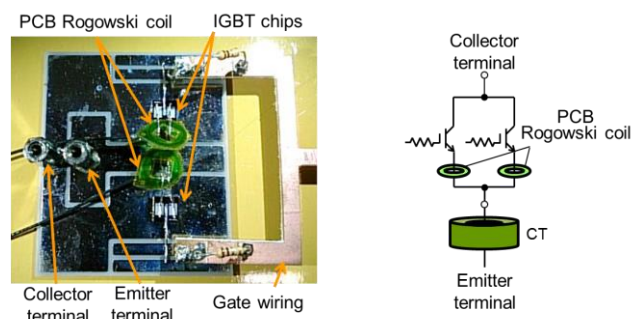 PCB Rogowski coil
IGBT chips
Collector
terminal
Emitter
terminal
Gate wiring
Collector
terminal
PCB
Rogowski coil
CT
Emitter
terminal